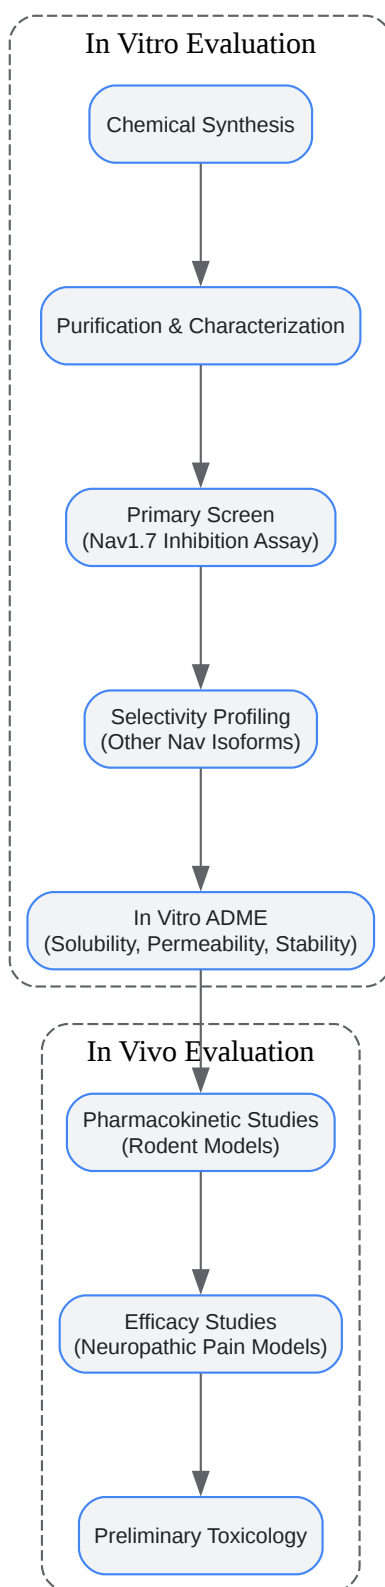 In Vitro Evaluation
Chemical Synthesis
Purification & Characterization
Primary Screen
(Nav1.7 Inhibition Assay)
Selectivity Profiling
(Other Nav Isoforms)
In Vitro ADME
(Solubility, Permeability, Stability)
In Vivo Evaluation
Pharmacokinetic Studies
(Rodent Models)
Efficacy Studies
(Neuropathic Pain Models)
Preliminary Toxicology